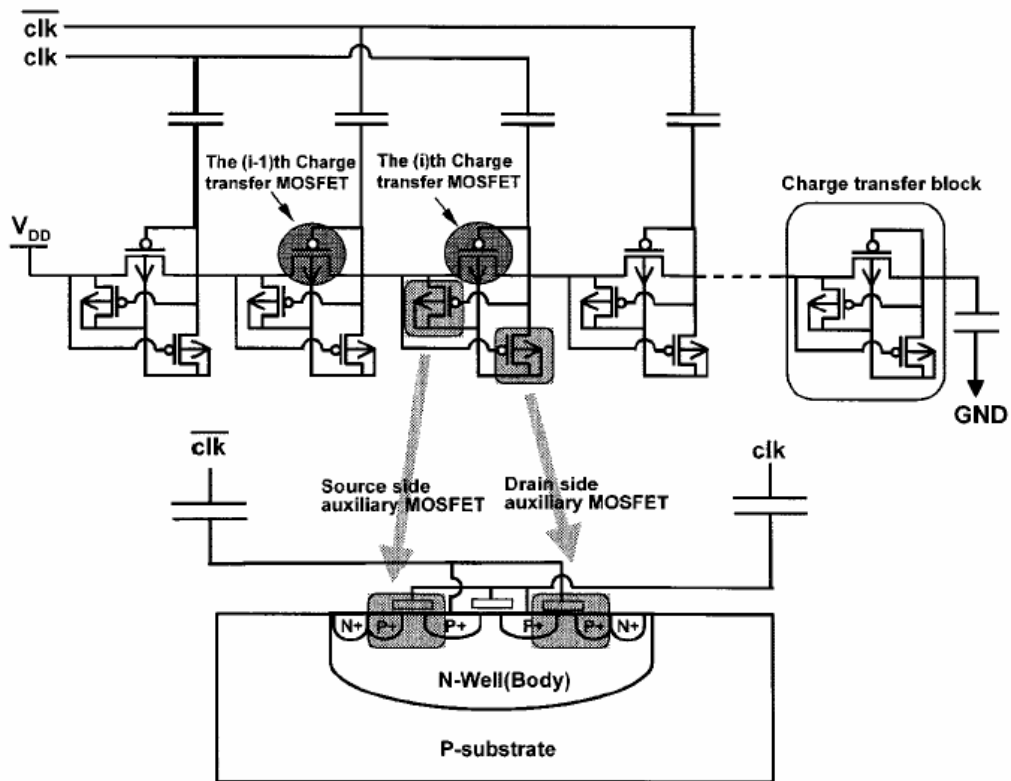 clk
clk
The (i-1)th Charge
transfer MOSFET
The (i)th Charge
transfer MOSFET
Charge transfer block
VDD
GND
clk
clk
Source side
auxiliary MOSFET
Drain side
auxiliary MOSFET
N+
P+
P+
P+
P+
N+
N-Well(Body)
P-substrate